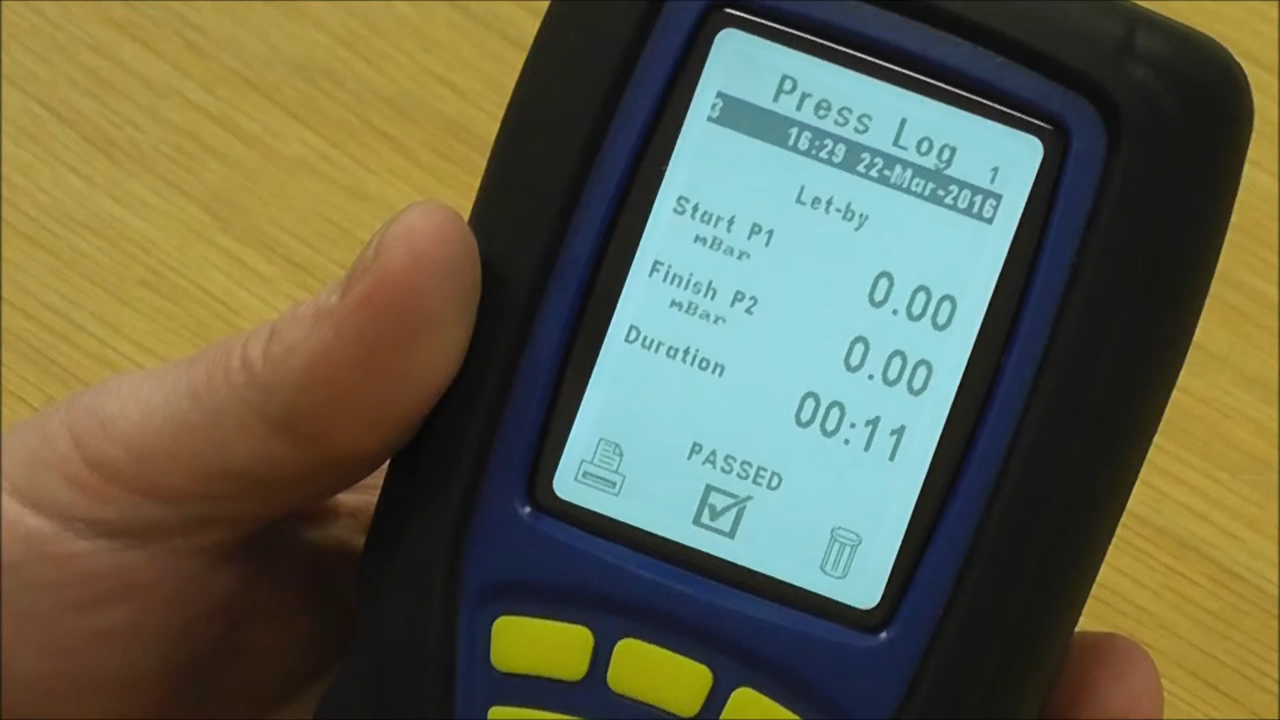 Press Log 1
3 16:29 22-Mar-2016
Let-by
Start P1
mBar 0.00
Finish P2
mBar 0.00
Duration 00:11
PASSED